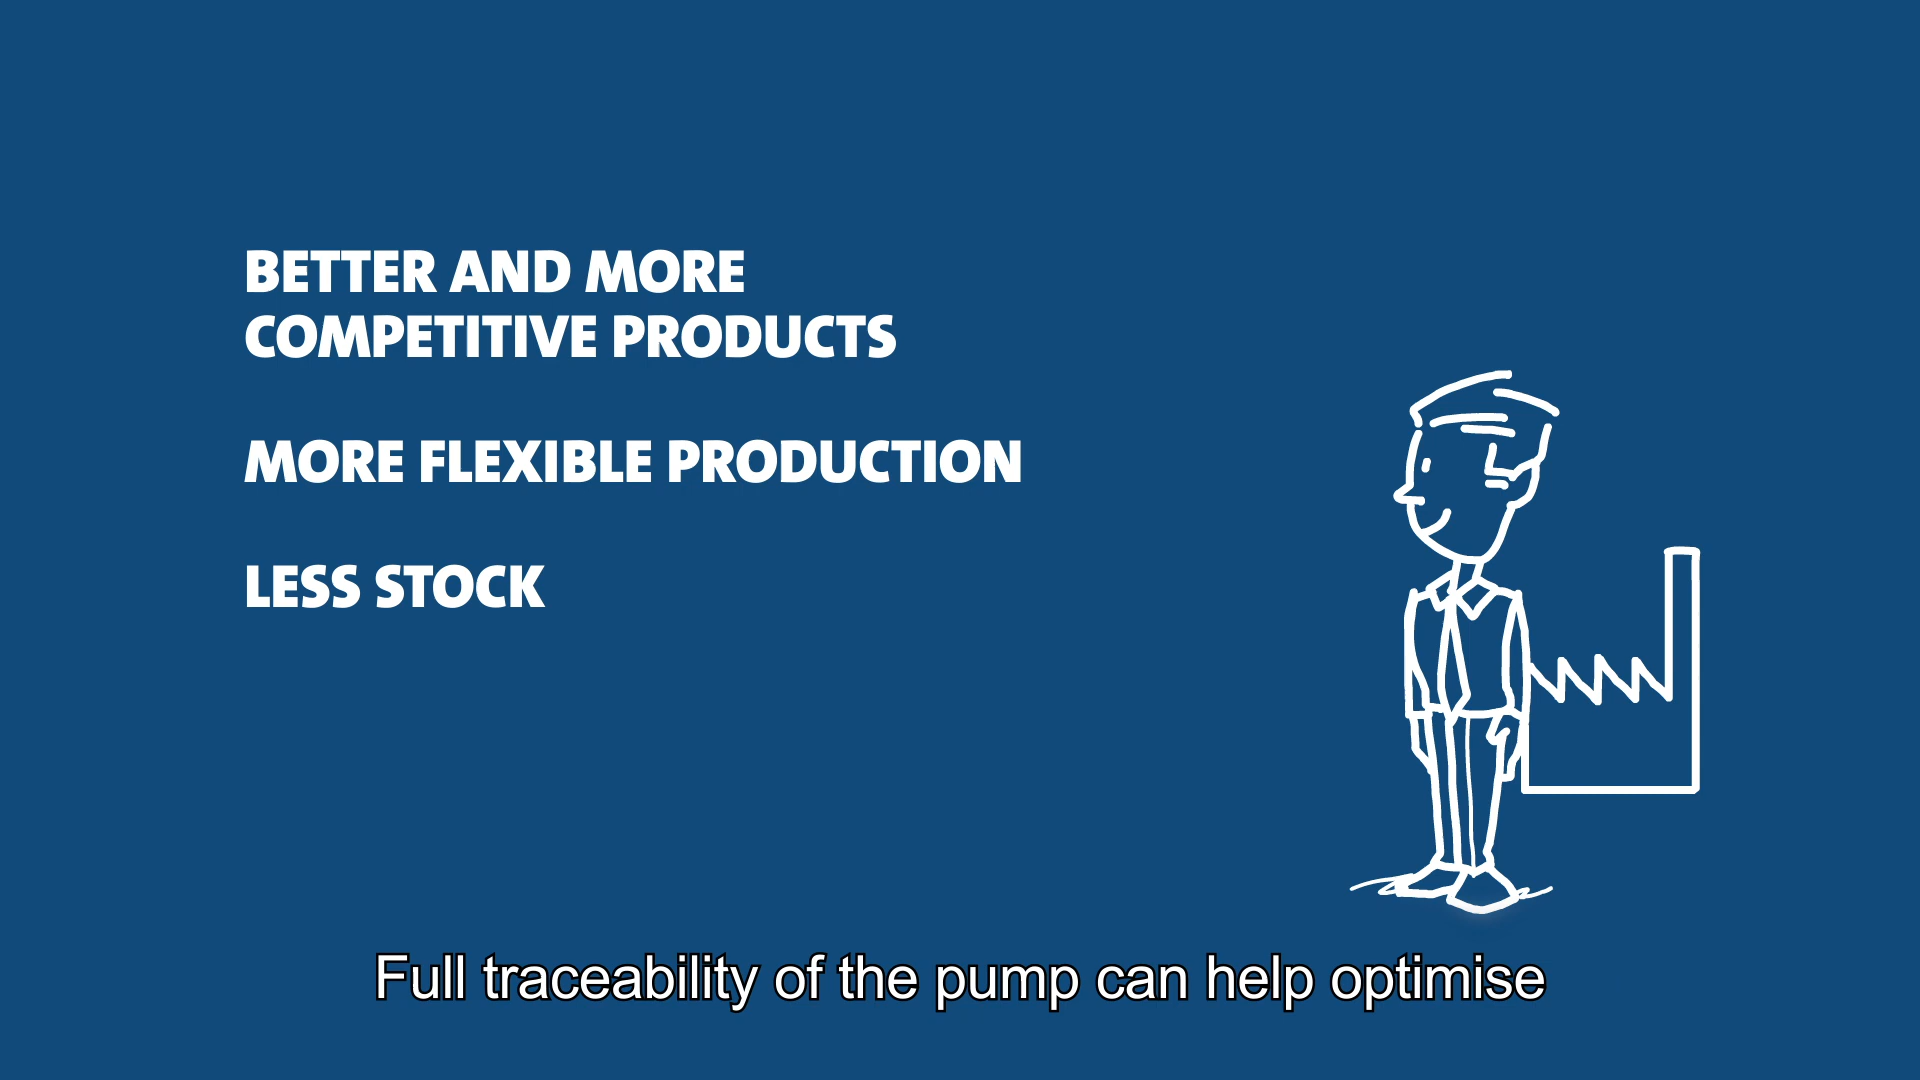 BETTER AND MORE
COMPETITIVE PRODUCTS
MORE FLEXIBLE PRODUCTION
LESS STOCK
Full traceability of the pump can help optimise